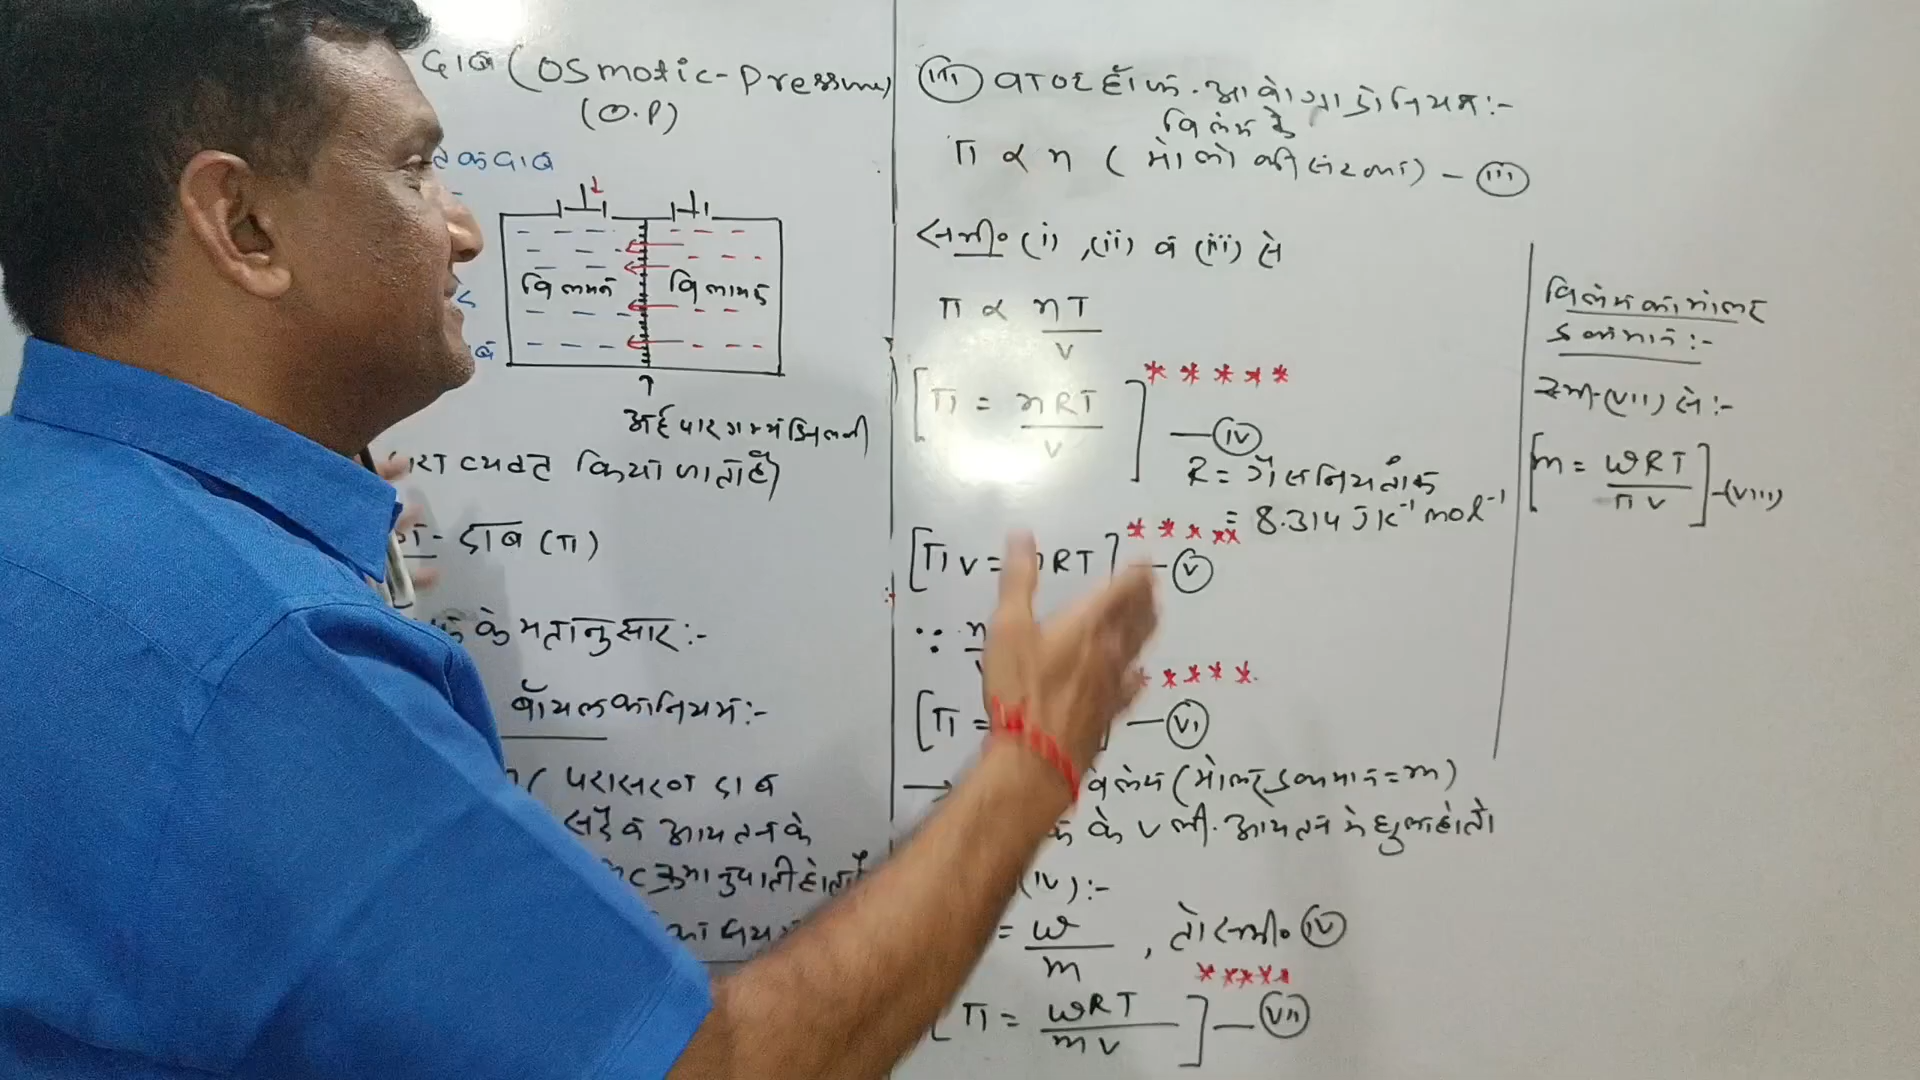 दाब (Osmotic-Pressure)
(O.P)
विलयन
विलायक
अर्द्धपारगम्य झिल्ली
व्यक्त किया जाता है)
दाब (π)
के मतानुसार:-
बॉयल का नियम:-
परासरण दाब
सदैव आयतन के
(iii) वाण्ट हॉफ-आवोगाड्रो नियम:-
विलेय के
π ∝ n ( मोलो की संख्या) - (iii)
समी० (i) ,(ii) व (iii) से
π ∝ nT/V
[π = nRT/V] *****
— (iv)
R = गैस नियतांक
= 8.314 JK⁻¹ mol⁻¹
[πV = nRT] *****
— (v)
∵ n
*****
[π =
— (vi)
→ विलेय (मोलर द्रव्यमान = m)
के V ली. आयतन मे घुला हो तो
(iv):-
= w/m , तो समी० (iv)
*****
[π = wRT/mV] — (vii)
विलेय का मोलर
द्रव्यमान:-
समी-(vii) से:-
[m = wRT/πV] -(viii)